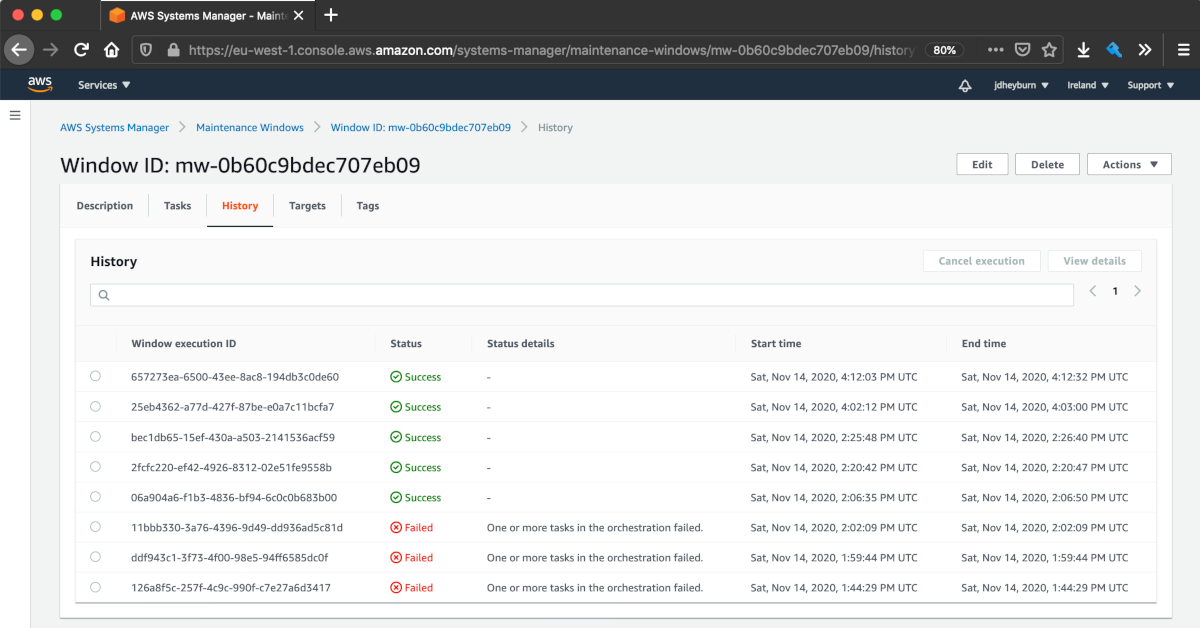 AWS Systems Manager - Maint
https://eu-west-1.console.aws.amazon.com/systems-manager/maintenance-windows/mw-0b60c9bdec707eb09/history 80%
aws Services jdheyburn Ireland Support
AWS Systems Manager Maintenance Windows Window ID: mw-0b60c9bdec707eb09 History
Window ID: mw-0b60c9bdec707eb09 Edit Delete Actions
Description Tasks History Targets Tags
History Cancel execution View details
1
Window execution ID Status Status details Start time End time
657273ea-6500-43ee-8ac8-194db3c0de60 Success - Sat, Nov 14, 2020, 4:12:03 PM UTC Sat, Nov 14, 2020, 4:12:32 PM UTC
25eb4362-a77d-427f-87be-e0a7c11bcfa7 Success - Sat, Nov 14, 2020, 4:02:12 PM UTC Sat, Nov 14, 2020, 4:03:00 PM UTC
bec1db65-15ef-430a-a503-2141536acf59 Success - Sat, Nov 14, 2020, 2:25:48 PM UTC Sat, Nov 14, 2020, 2:26:40 PM UTC
2fcfc220-ef42-4926-8312-02e51fe9558b Success - Sat, Nov 14, 2020, 2:20:42 PM UTC Sat, Nov 14, 2020, 2:20:47 PM UTC
06a904a6-f1b3-4836-bf94-6c0c0b683b00 Success - Sat, Nov 14, 2020, 2:06:35 PM UTC Sat, Nov 14, 2020, 2:06:50 PM UTC
11bbb330-3a76-4396-9d49-dd936ad5c81d Failed One or more tasks in the orchestration failed. Sat, Nov 14, 2020, 2:02:09 PM UTC Sat, Nov 14, 2020, 2:02:09 PM UTC
ddf943c1-3f73-4f00-98e5-94ff6585dc0f Failed One or more tasks in the orchestration failed. Sat, Nov 14, 2020, 1:59:44 PM UTC Sat, Nov 14, 2020, 1:59:44 PM UTC
126a8f5c-257f-4c9c-990f-c7e27a6d3417 Failed One or more tasks in the orchestration failed. Sat, Nov 14, 2020, 1:44:29 PM UTC Sat, Nov 14, 2020, 1:44:29 PM UTC